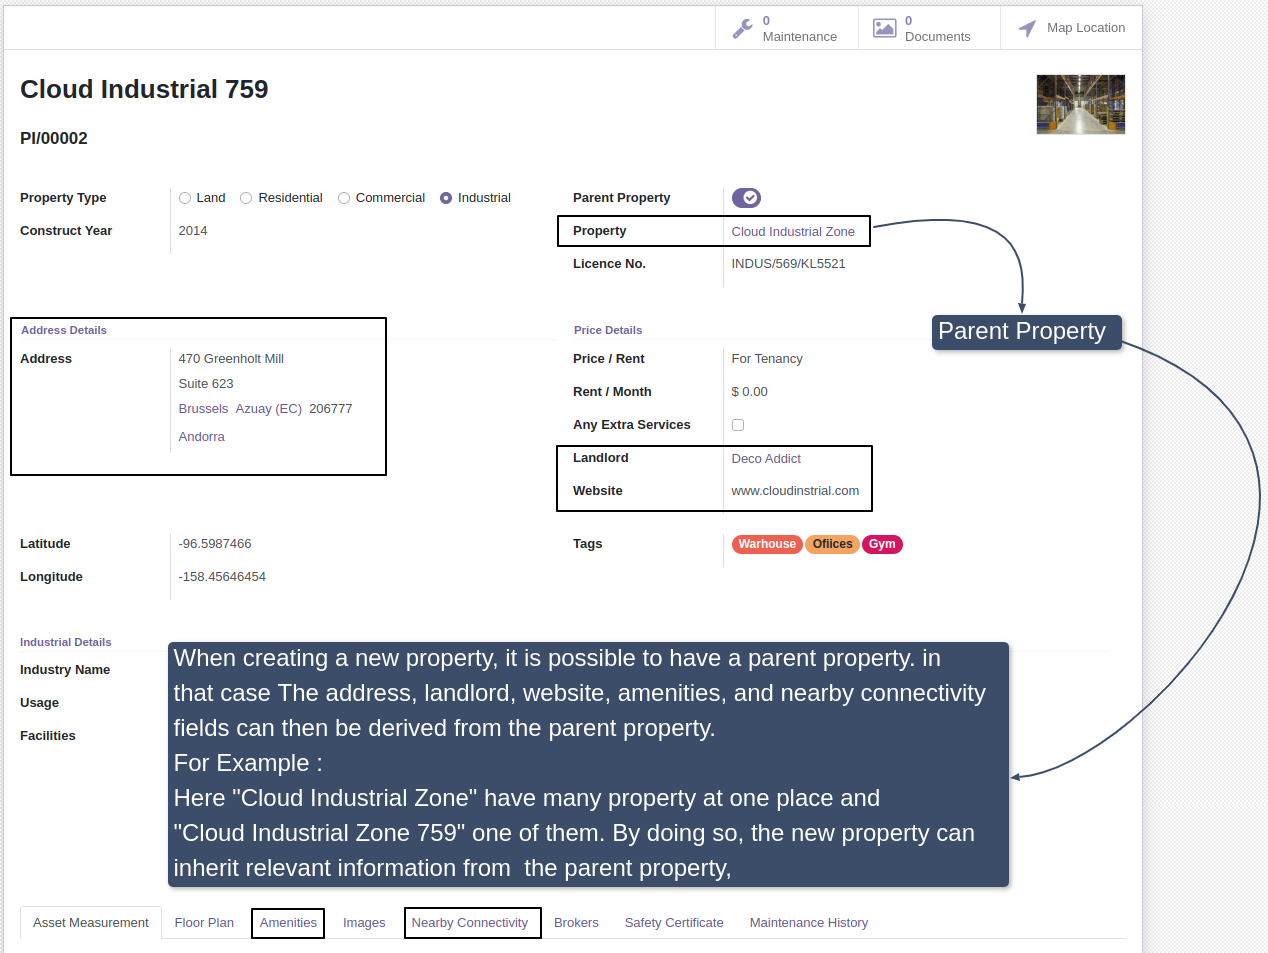 0
Maintenance
0
Documents
Map Location
Cloud Industrial 759
PI/00002
Property Type Land Residential Commercial Industrial
Construct Year 2014
Parent Property
Property Cloud Industrial Zone
Licence No. INDUS/569/KL5521
Parent Property
Address Details
Address 470 Greenholt Mill
Suite 623
Brussels Azuay (EC) 206777
Andorra
Price Details
Price / Rent For Tenancy
Rent / Month $ 0.00
Any Extra Services
Landlord Deco Addict
Website www.cloudinstrial.com
Latitude -96.5987466
Longitude -158.45646454
Tags Warhouse Ofiices Gym
Industrial Details
Industry Name
Usage
Facilities
When creating a new property, it is possible to have a parent property. in
that case The address, landlord, website, amenities, and nearby connectivity
fields can then be derived from the parent property.
For Example :
Here "Cloud Industrial Zone" have many property at one place and
"Cloud Industrial Zone 759" one of them. By doing so, the new property can
inherit relevant information from  the parent property,
Asset Measurement Floor Plan Amenities Images Nearby Connectivity Brokers Safety Certificate Maintenance History